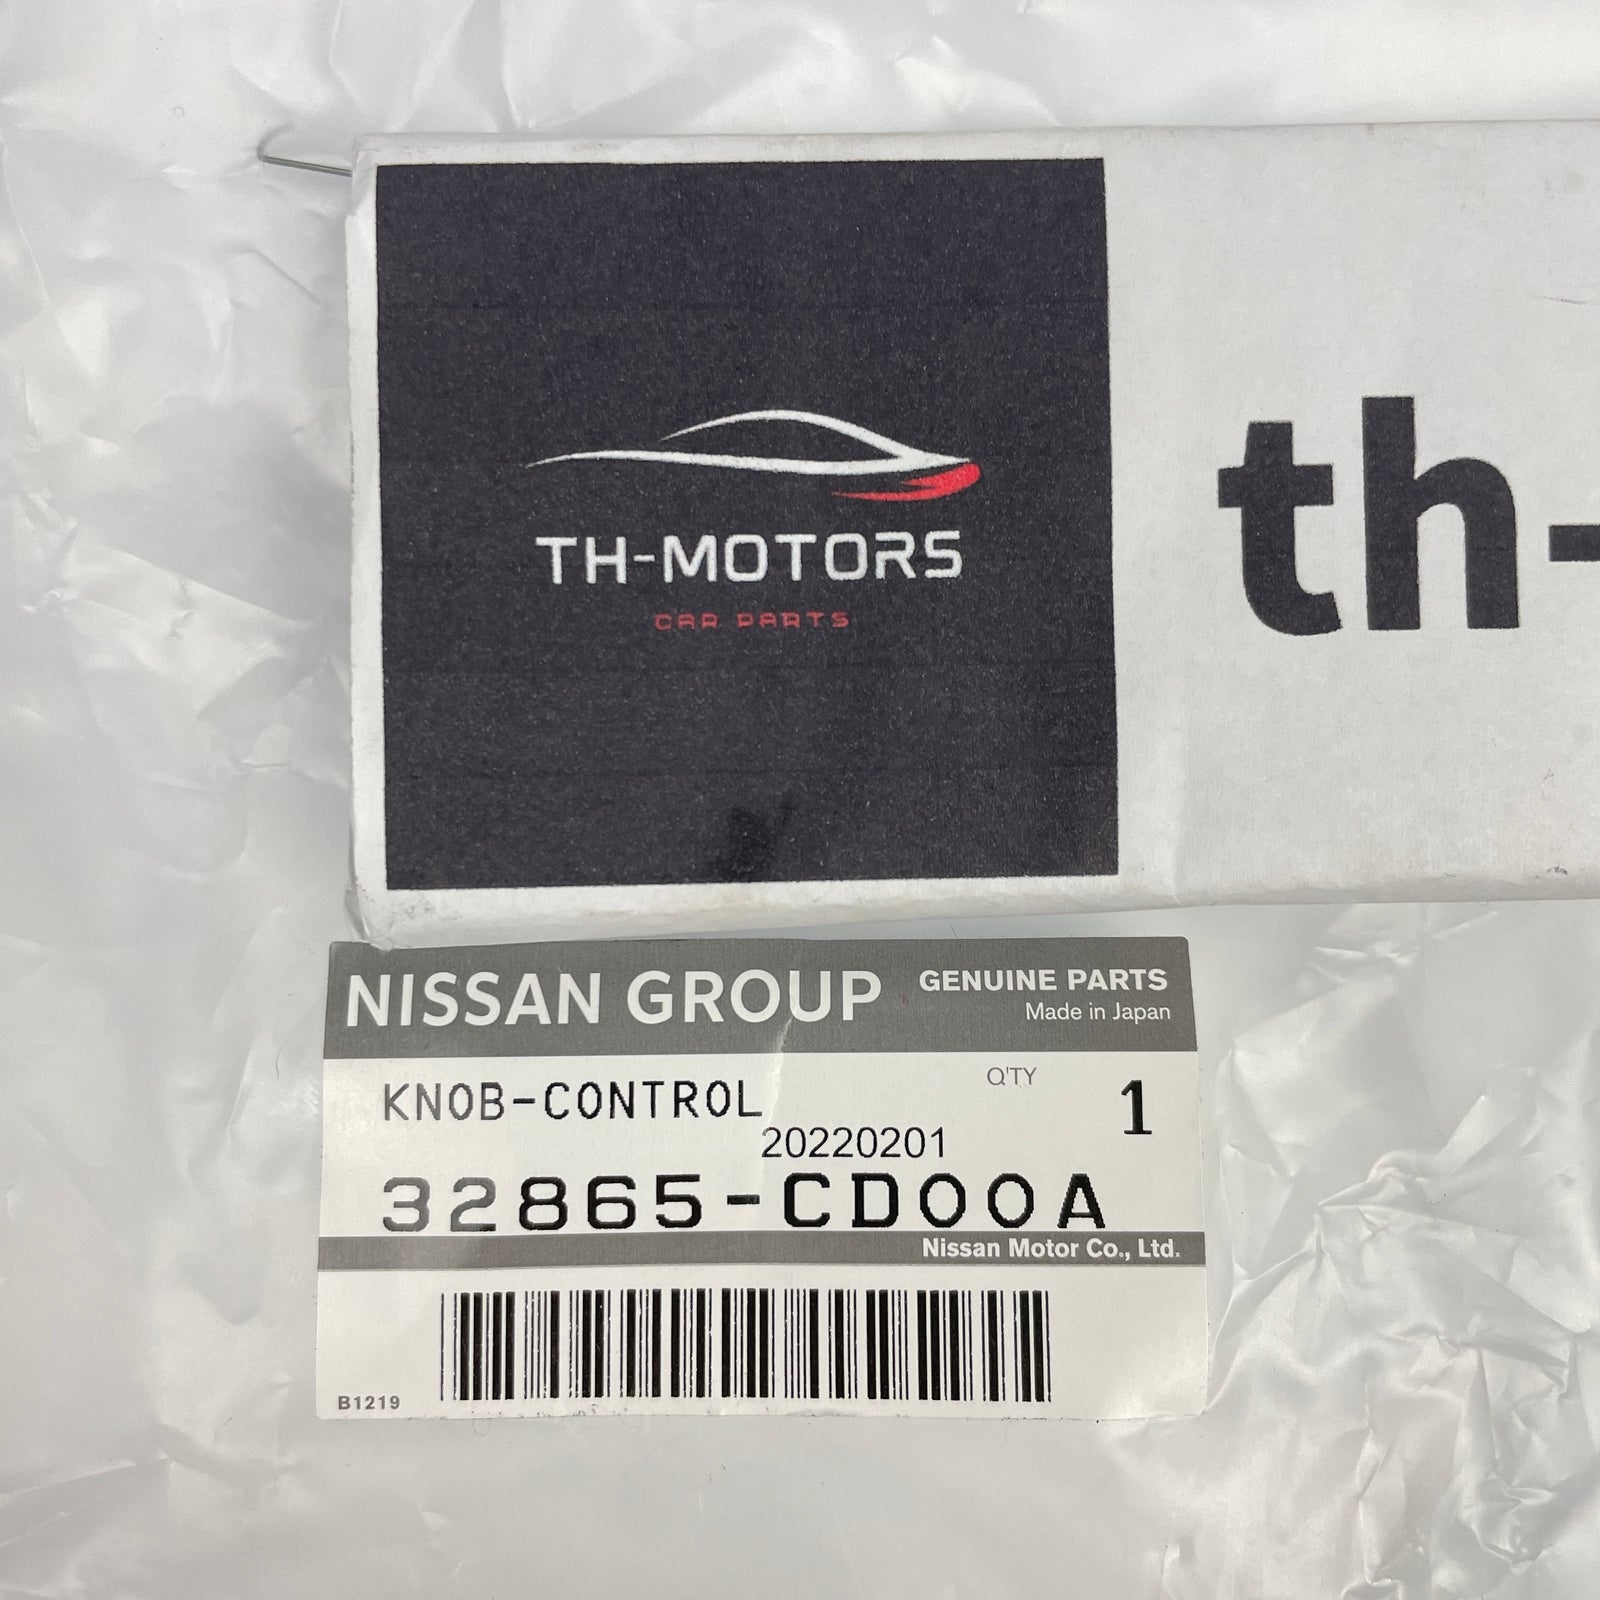 TH-MOTORS
CAR PARTS
th-
NISSAN GROUP
GENUINE PARTS
Made in Japan
KNOB-CONTROL
Q'TY
1
20220201
32865-CD00A
Nissan Motor Co., Ltd.
B1219